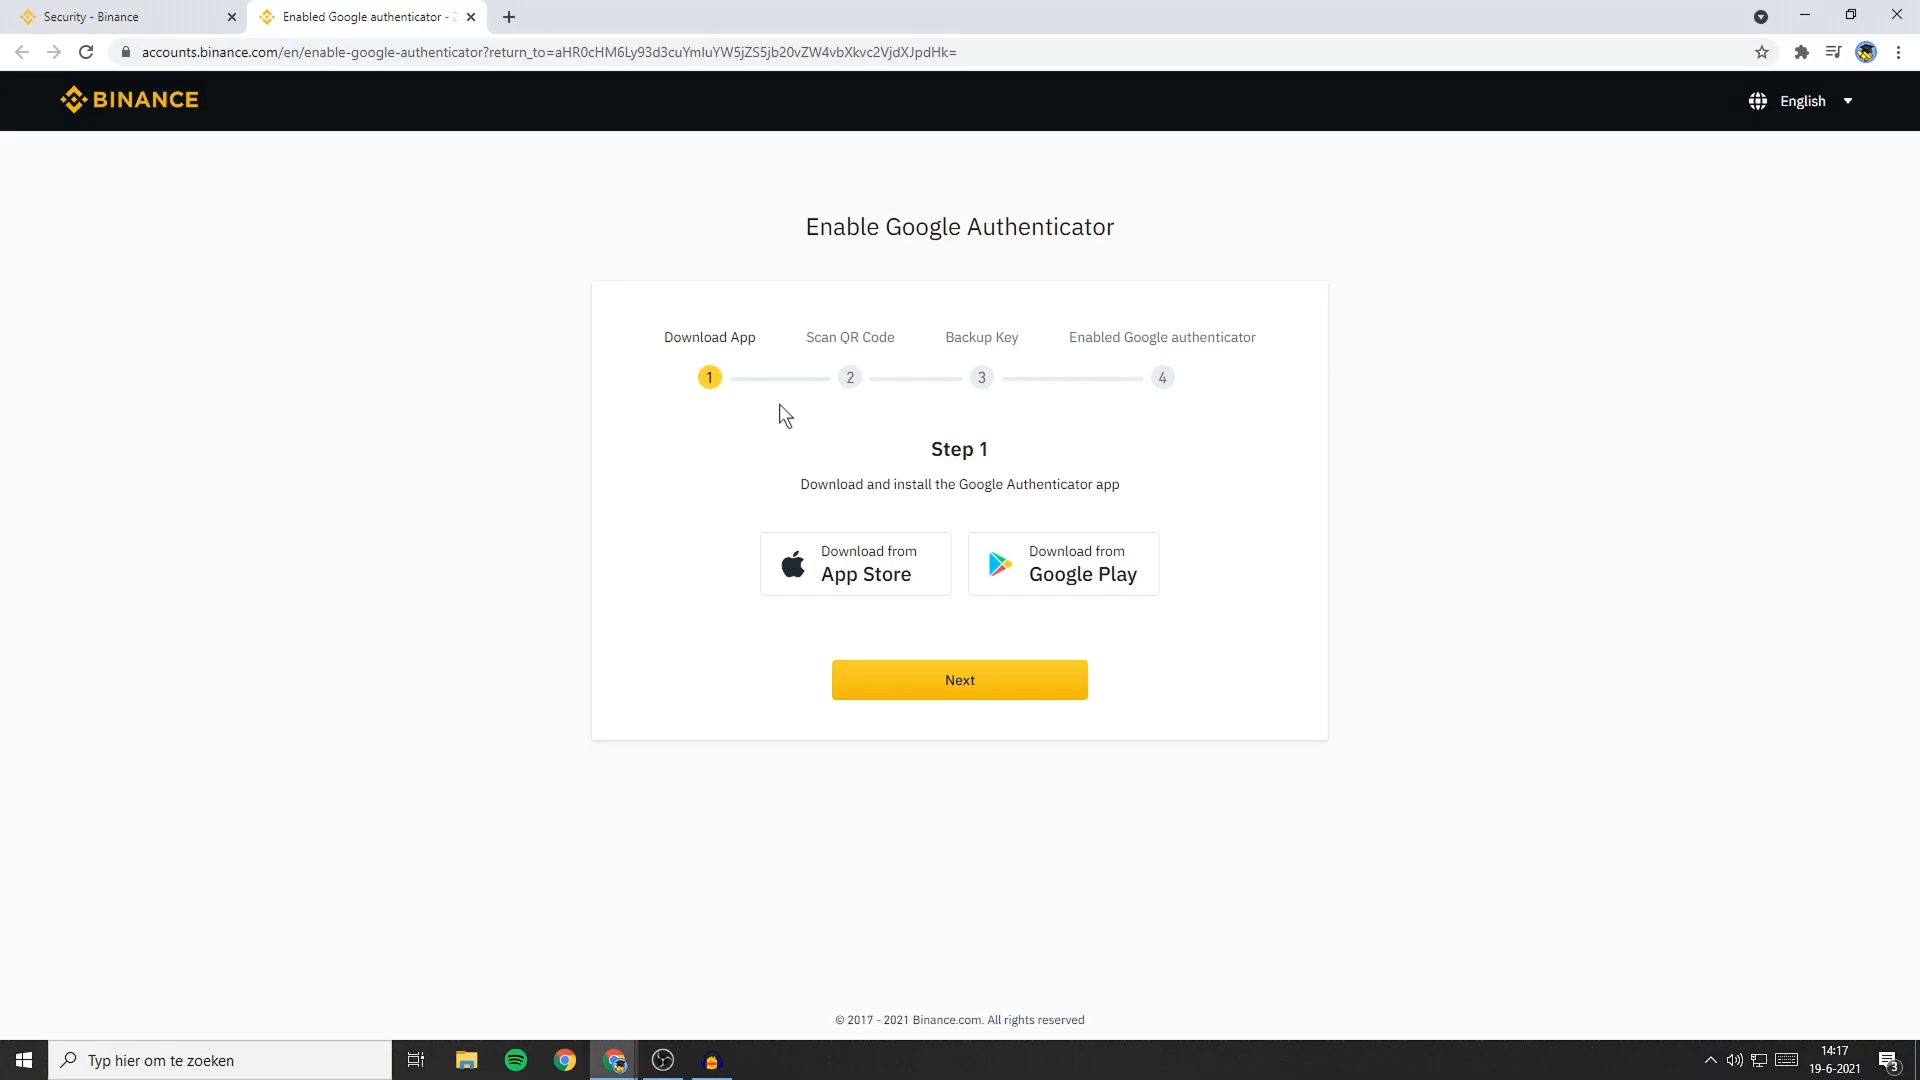 Security - Binance
Enabled Google authenticator -
accounts.binance.com/en/enable-google-authenticator?return_to=aHR0cHM6Ly93d3cuYmluYW5jZS5jb20vZW4vbXkvc2VjdXJpdHk=
BINANCE
English
Enable Google Authenticator
Download App
Scan QR Code
Backup Key
Enabled Google authenticator
1
2
3
4
Step 1
Download and install the Google Authenticator app
Download from
App Store
Download from
Google Play
Next
© 2017 - 2021 Binance.com. All rights reserved
Typ hier om te zoeken
14:17
19-6-2021
3